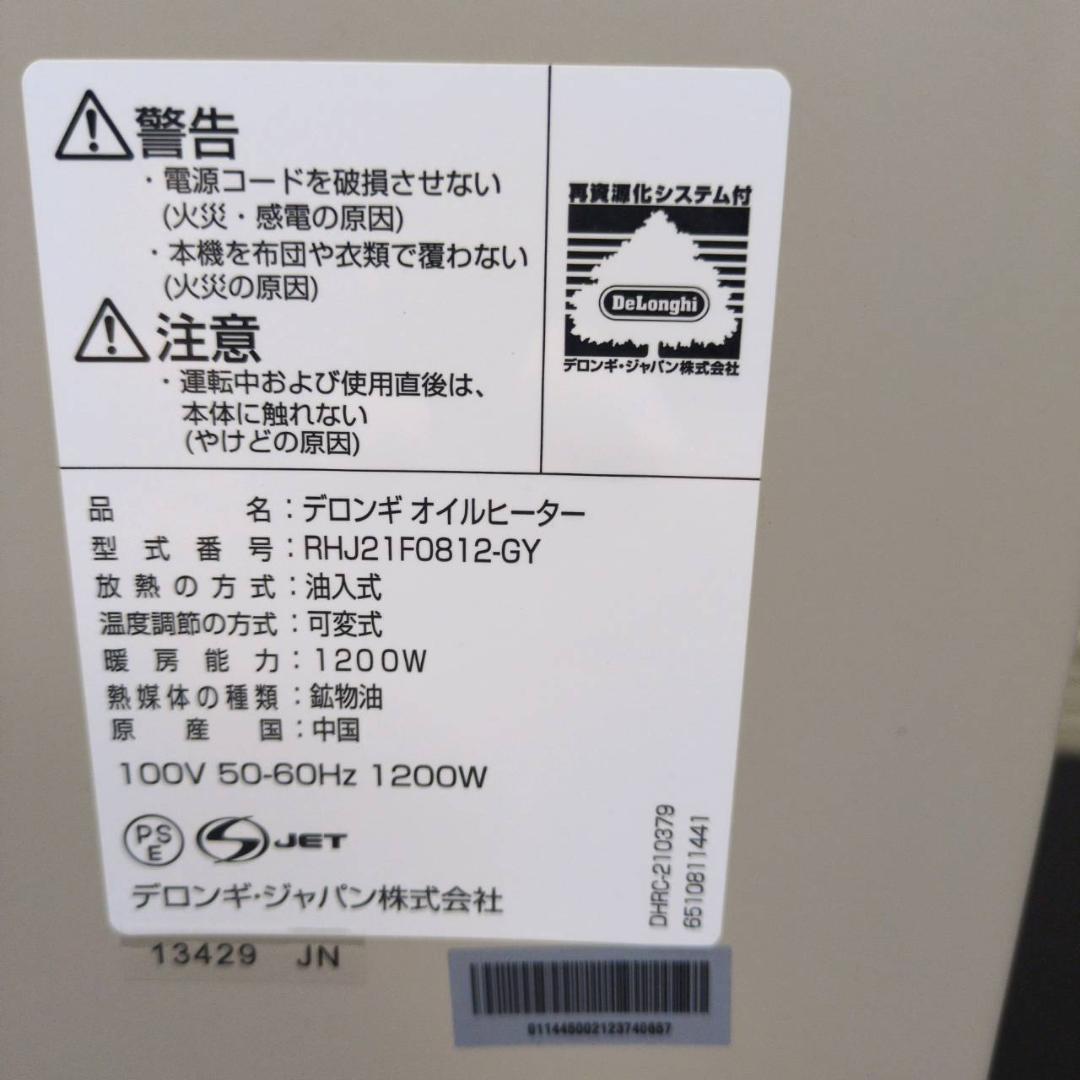 警告
・電源コードを破損させない
(火災・感電の原因)
・本機を布団や衣類で覆わない
(火災の原因)
注意
・運転中および使用直後は、
本体に触れない
(やけどの原因)
再資源化システム付
DeLonghi
デロンギ・ジャパン株式会社
品名：デロンギ オイルヒーター
型式番号：RHJ21F0812-GY
放熱の方式：油入式
温度調節の方式：可変式
暖房能力：1200W
熱媒体の種類：鉱物油
原産国：中国
100V 50-60Hz 1200W
PSE
JET
デロンギ・ジャパン株式会社
DHRC-210379
6510811441
13429 JN